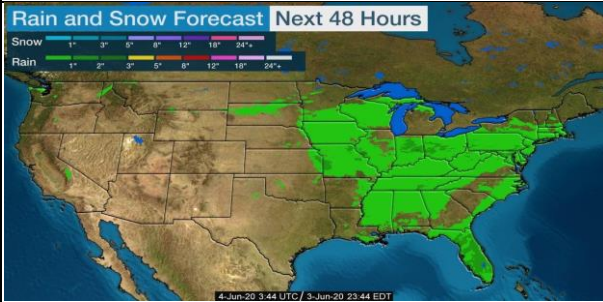 Rain and Snow Forecast Next 48 Hours
Snow 1" 3" 5" 8" 12" 18" 24"+
Rain 1" 2" 3" 5" 8" 12" 18" 24"+
4-Jun-20 3:44 UTC / 3-Jun-20 23:44 EDT